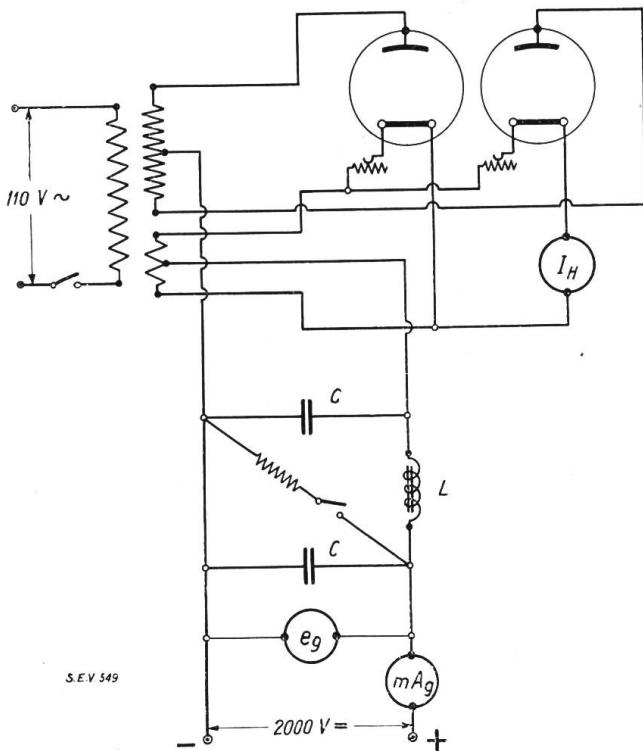 110 V ~
I_H
C
L
C
e_g
S.E.V. 549
mA_g
2000 V =
- +